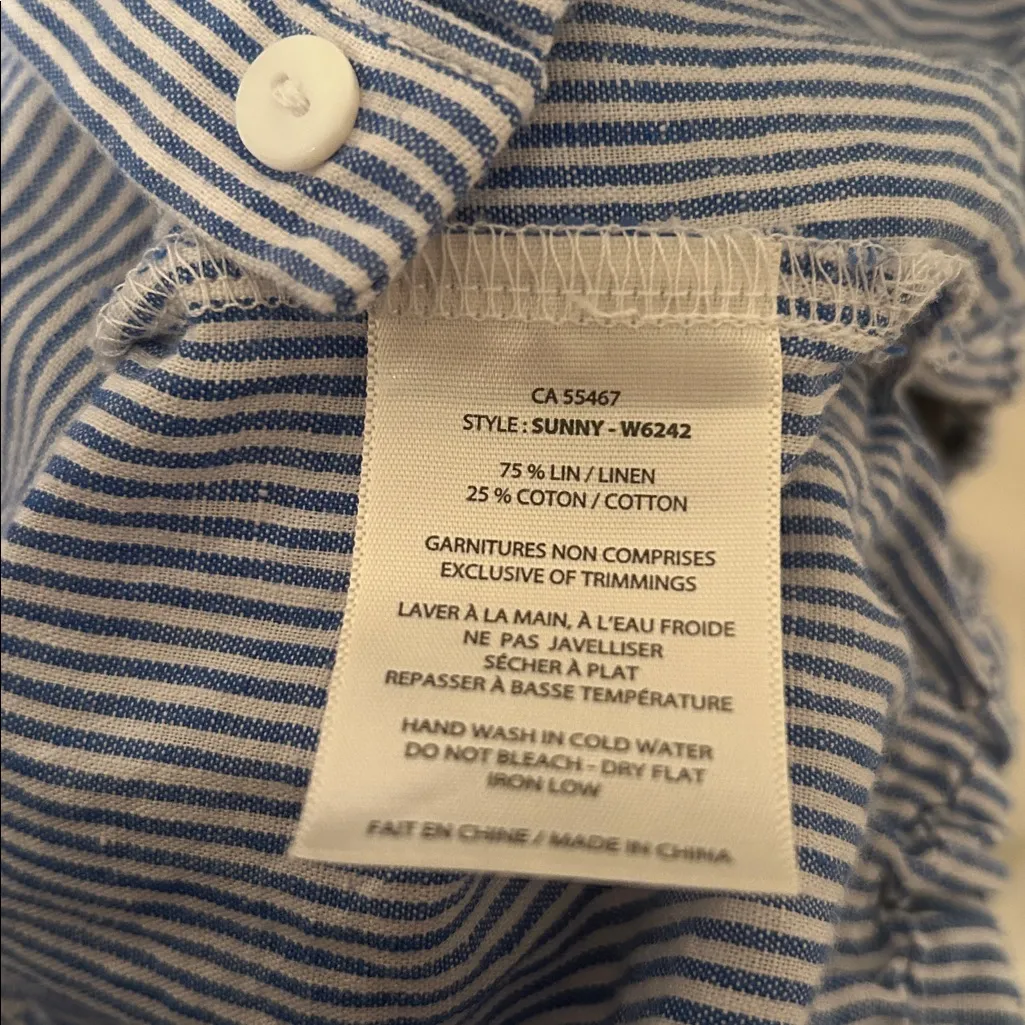 CA 55467
STYLE : SUNNY - W6242
75 % LIN / LINEN
25 % COTON / COTTON
GARNITURES NON COMPRISES
EXCLUSIVE OF TRIMMINGS
LAVER À LA MAIN, À L'EAU FROIDE
NE PAS JAVELLISER
SÉCHER À PLAT
REPASSER À BASSE TEMPÉRATURE
HAND WASH IN COLD WATER
DO NOT BLEACH - DRY FLAT
IRON LOW
FAIT EN CHINE / MADE IN CHINA